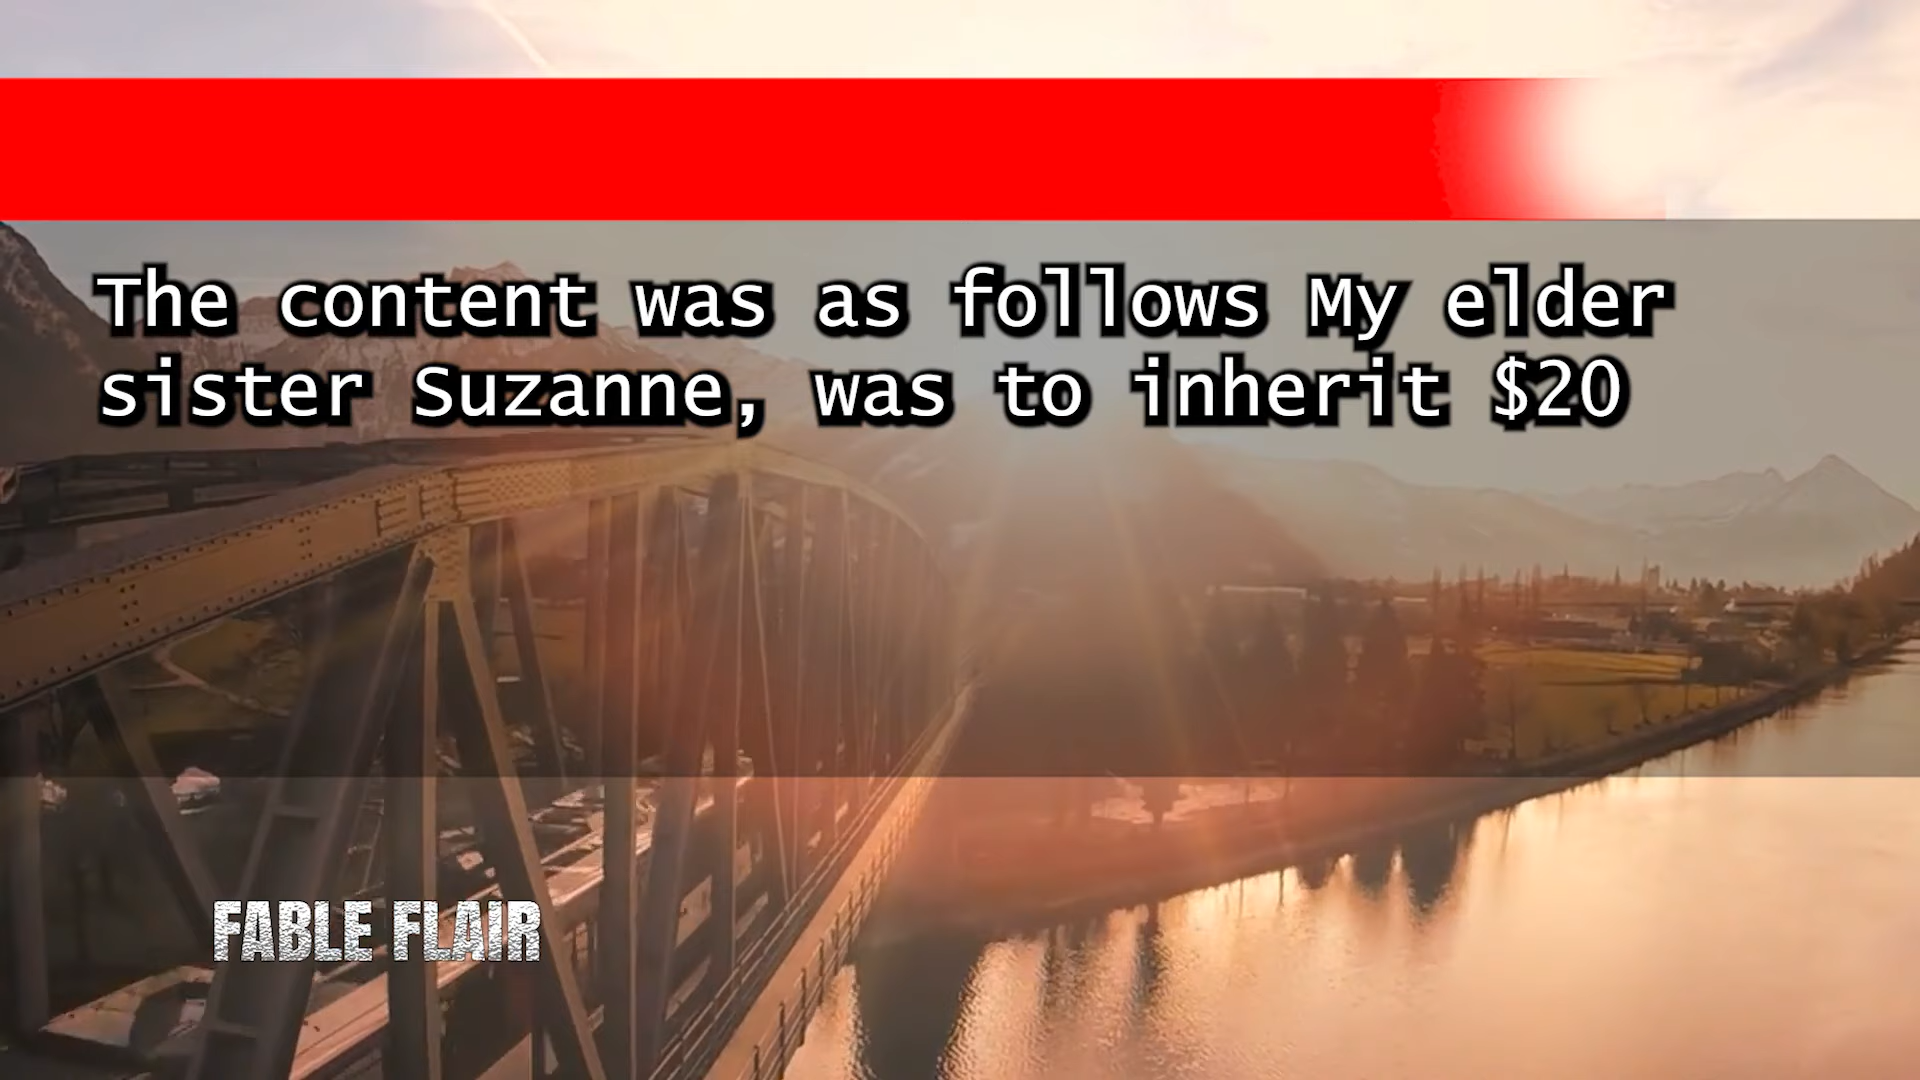 The content was as follows My elder
sister Suzanne, was to inherit $20
FABLE FLAIR